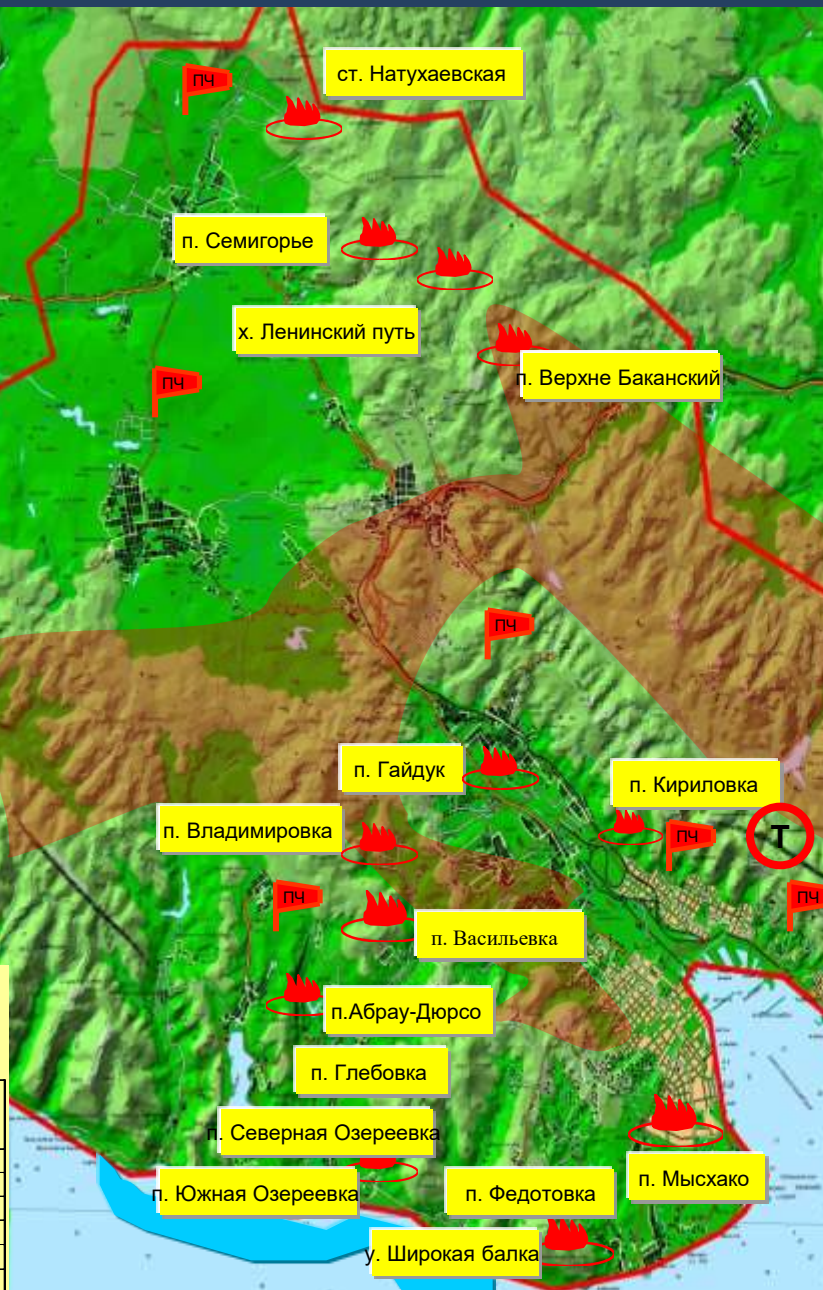 ПЧ
ст. Натухаевская
п. Семигорье
х. Ленинский путь
п. Верхне Баканский
ПЧ
ПЧ
п. Гайдук
п. Кириловка
п. Владимировка
ПЧ
Т
ПЧ
ПЧ
п. Васильевка
п.Абрау-Дюрсо
п. Глебовка
п. Северная Озереевка
п. Южная Озереевка
п. Федотовка
п. Мысхако
у. Широкая балка